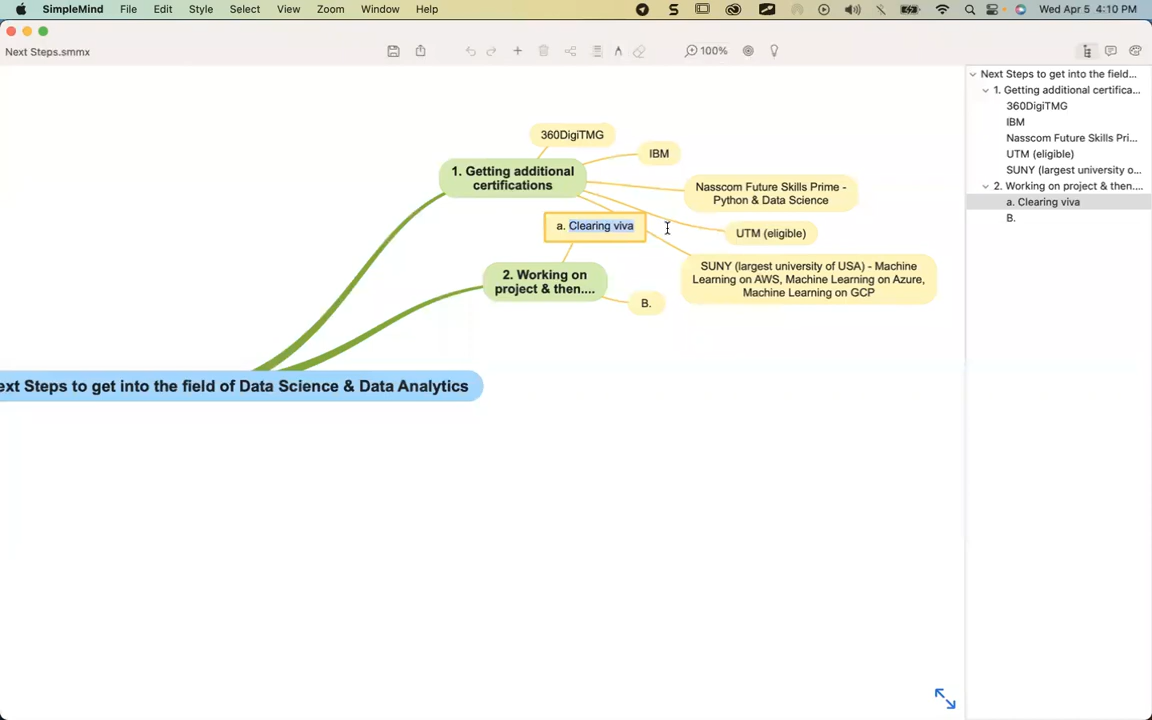 SimpleMind File Edit Style Select View Zoom Window Help Wed Apr 5 4:10 PM
Next Steps.smmx
100%
360DigiTMG
IBM
1. Getting additional
certifications
Nasscom Future Skills Prime -
Python & Data Science
a. Clearing viva
UTM (eligible)
SUNY (largest university of USA) - Machine
Learning on AWS, Machine Learning on Azure,
Machine Learning on GCP
2. Working on
project & then....
B.
ext Steps to get into the field of Data Science & Data Analytics
Next Steps to get into the field...
1. Getting additional certifica...
360DigiTMG
IBM
Nasscom Future Skills Pri...
UTM (eligible)
SUNY (largest university o...
2. Working on project & then....
a. Clearing viva
B.